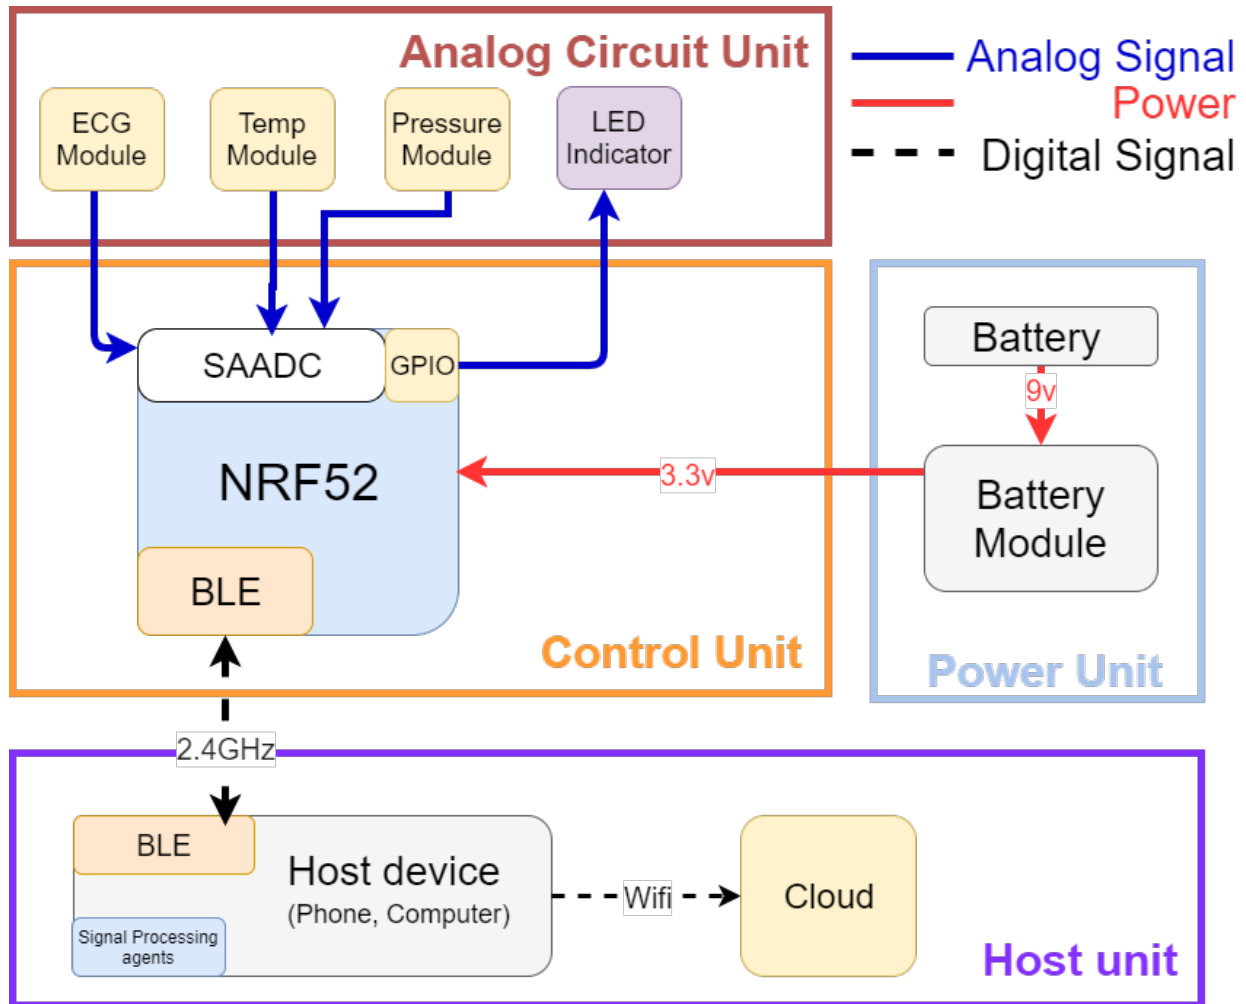 Analog Circuit Unit
ECG
Module
Temp
Module
Pressure
Module
LED
Indicator
Analog Signal
Power
Digital Signal
SAADC
GPIO
NRF52
BLE
Control Unit
3.3v
Battery
9v
Battery
Module
Power Unit
2.4GHz
BLE
Host device
(Phone, Computer)
Signal Processing
agents
Wifi
Cloud
Host unit